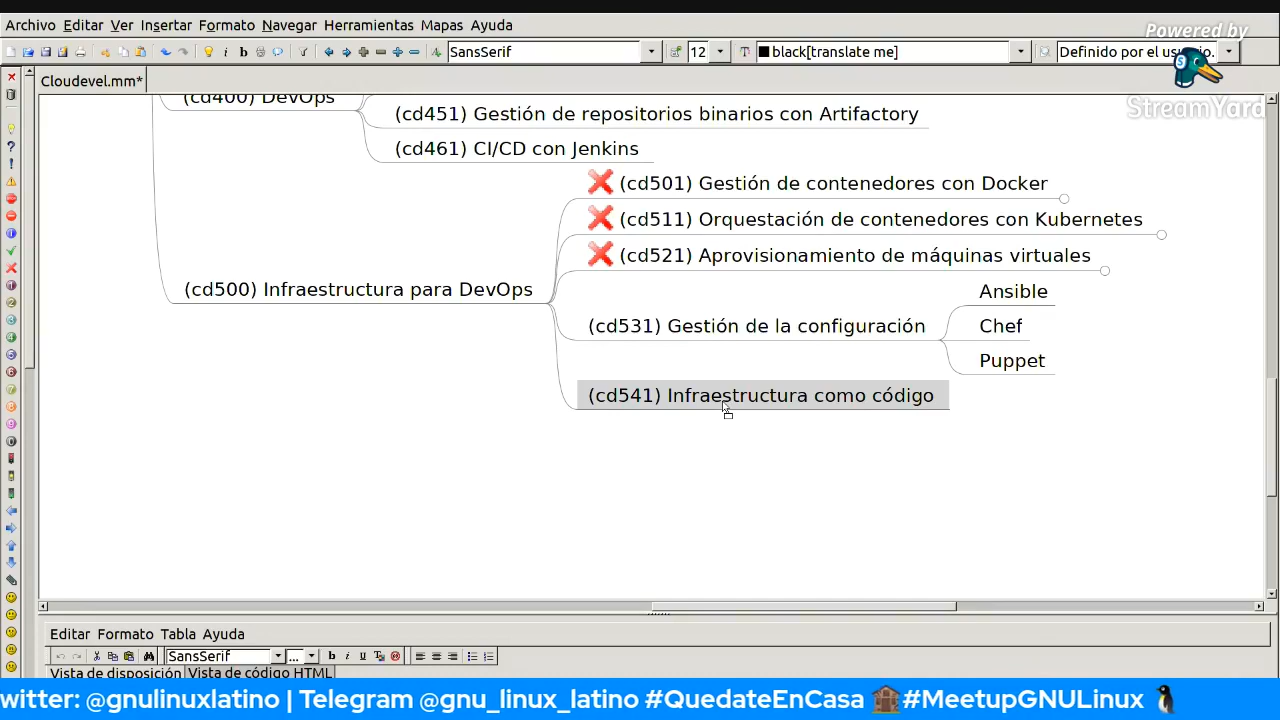 Archivo Editar Ver Insertar Formato Navegar Herramientas Mapas Ayuda
Powered by
StreamYard
SansSerif 12 black[translate me] Definido por el usuario.
Cloudevel.mm*
(cd400) DevOps
(cd451) Gestión de repositorios binarios con Artifactory
(cd461) CI/CD con Jenkins
(cd501) Gestión de contenedores con Docker
(cd511) Orquestación de contenedores con Kubernetes
(cd521) Aprovisionamiento de máquinas virtuales
(cd500) Infraestructura para DevOps
Ansible
(cd531) Gestión de la configuración
Chef
Puppet
(cd541) Infraestructura como código
Editar Formato Tabla Ayuda
SansSerif ...
Vista de disposición Vista de código HTML
witter: @gnulinuxlatino | Telegram @gnu_linux_latino #QuedateEnCasa 🏚#MeetupGNULinux 🐧